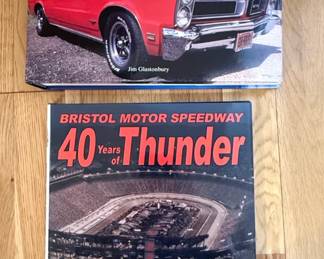 Jim Glastonbury
BRISTOL MOTOR SPEEDWAY
40 Years of Thunder